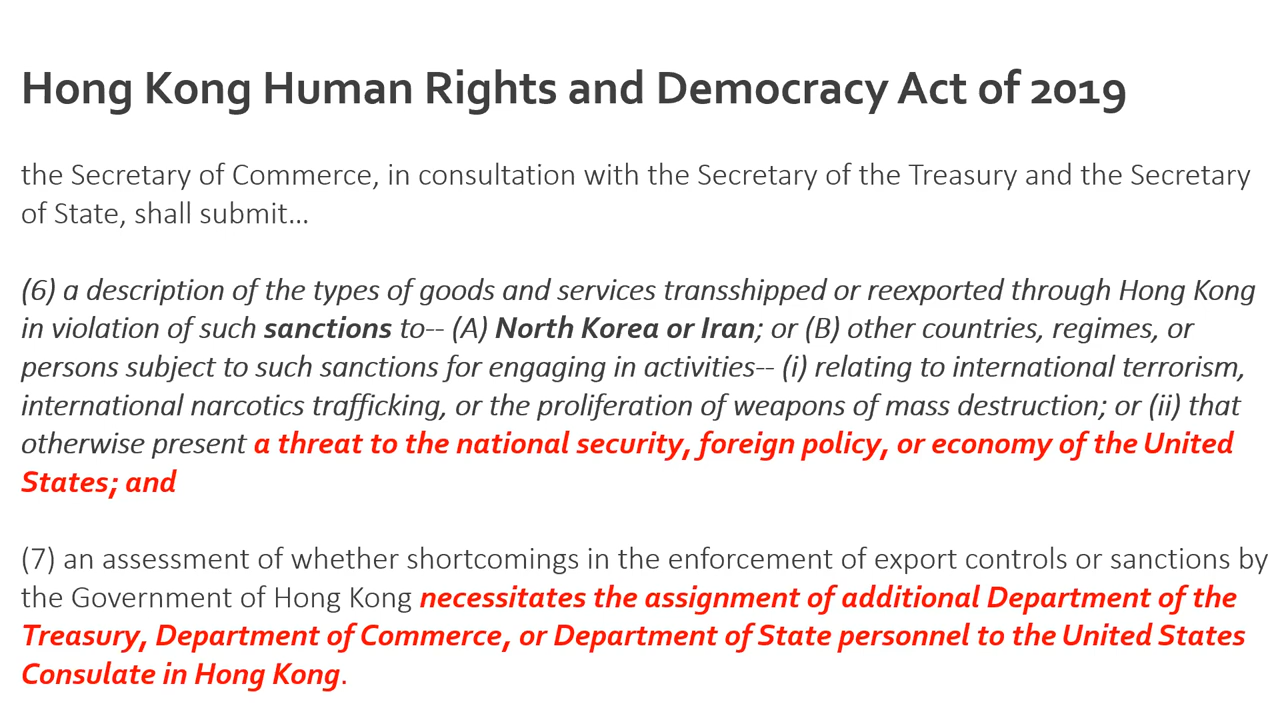 Hong Kong Human Rights and Democracy Act of 2019
the Secretary of Commerce, in consultation with the Secretary of the Treasury and the Secretary
of State, shall submit…
(6) a description of the types of goods and services transshipped or reexported through Hong Kong
in violation of such sanctions to-- (A) North Korea or Iran; or (B) other countries, regimes, or
persons subject to such sanctions for engaging in activities-- (i) relating to international terrorism,
international narcotics trafficking, or the proliferation of weapons of mass destruction; or (ii) that
otherwise present a threat to the national security, foreign policy, or economy of the United
States; and
(7) an assessment of whether shortcomings in the enforcement of export controls or sanctions by
the Government of Hong Kong necessitates the assignment of additional Department of the
Treasury, Department of Commerce, or Department of State personnel to the United States
Consulate in Hong Kong.